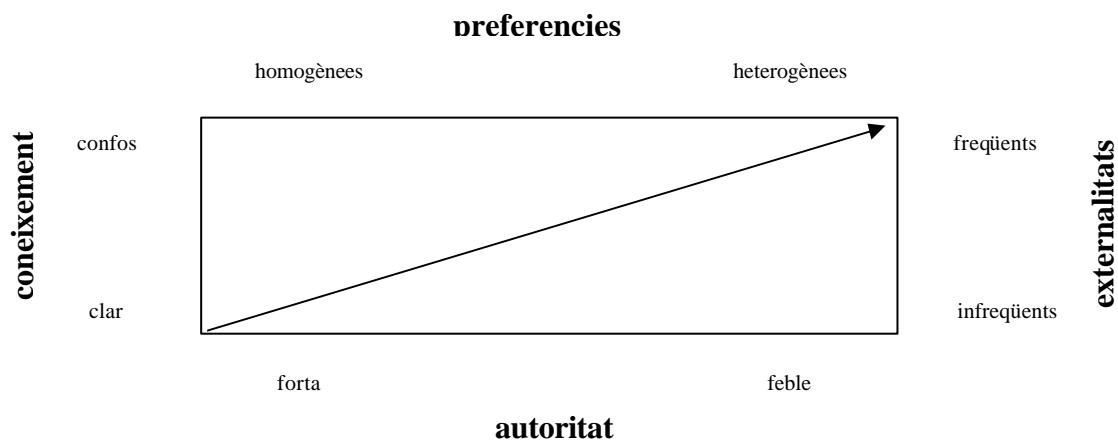 preferencies
homogènees heterogènees
coneixement
confos
freqüents
externalitats
clar
infreqüents
forta feble
autoritat